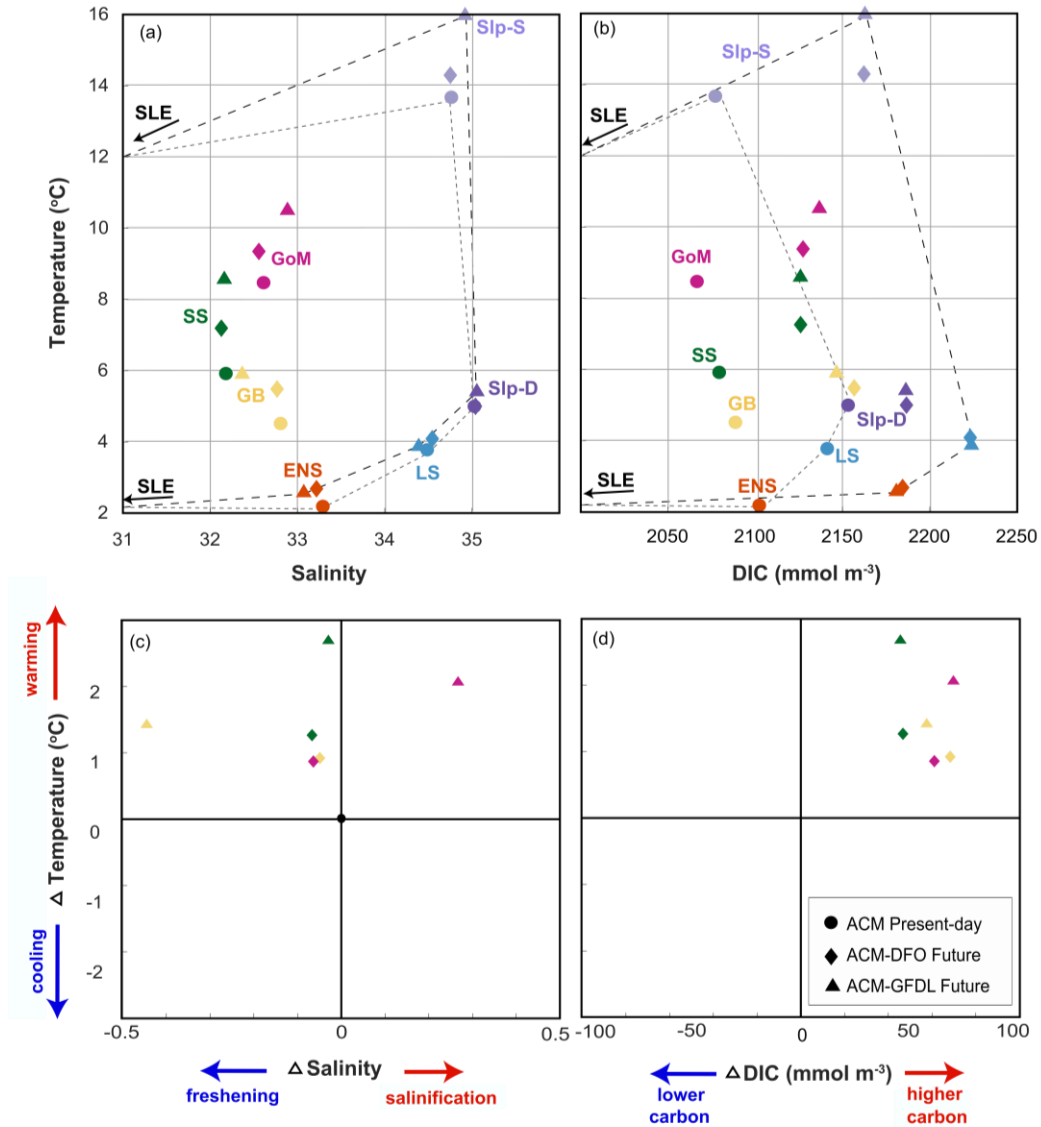 (a)
Slp-S
SLE
GoM
SS
GB
Slp-D
ENS
LS
SLE
16
14
12
10
8
6
4
2
Temperature (ºC)
31
32
33
34
35
Salinity
(b)
Slp-S
SLE
GoM
SS
GB
Slp-D
LS
ENS
SLE
2050
2100
2150
2200
2250
DIC (mmol m⁻³)
(c)
warming
cooling
△ Temperature (ºC)
2
1
0
-1
-2
-0.5
0
0.5
△ Salinity
freshening
salinification
(d)
ACM Present-day
ACM-DFO Future
ACM-GFDL Future
-100
-50
0
50
100
△ DIC (mmol m⁻³)
lower
carbon
higher
carbon